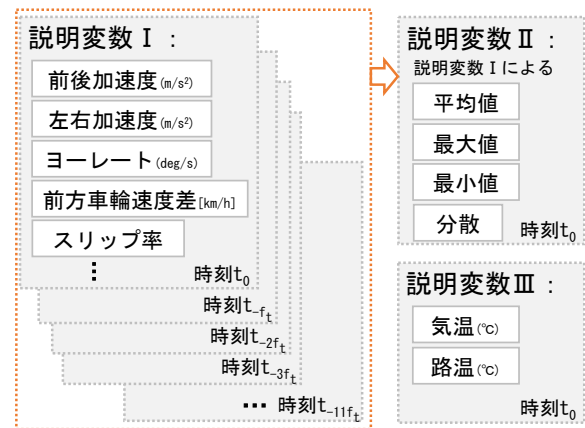 説明変数Ⅰ：
前後加速度(m/s²)
左右加速度(m/s²)
ヨーレート(deg/s)
前方車輪速度差[km/h]
スリップ率
⋮
時刻t₀
時刻t₋fₜ
時刻t₋₂fₜ
時刻t₋₃fₜ
… 時刻t₋₁₁fₜ
説明変数Ⅱ：
説明変数Ⅰによる
平均値
最大値
最小値
分散
時刻t₀
説明変数Ⅲ：
気温(℃)
路温(℃)
時刻t₀